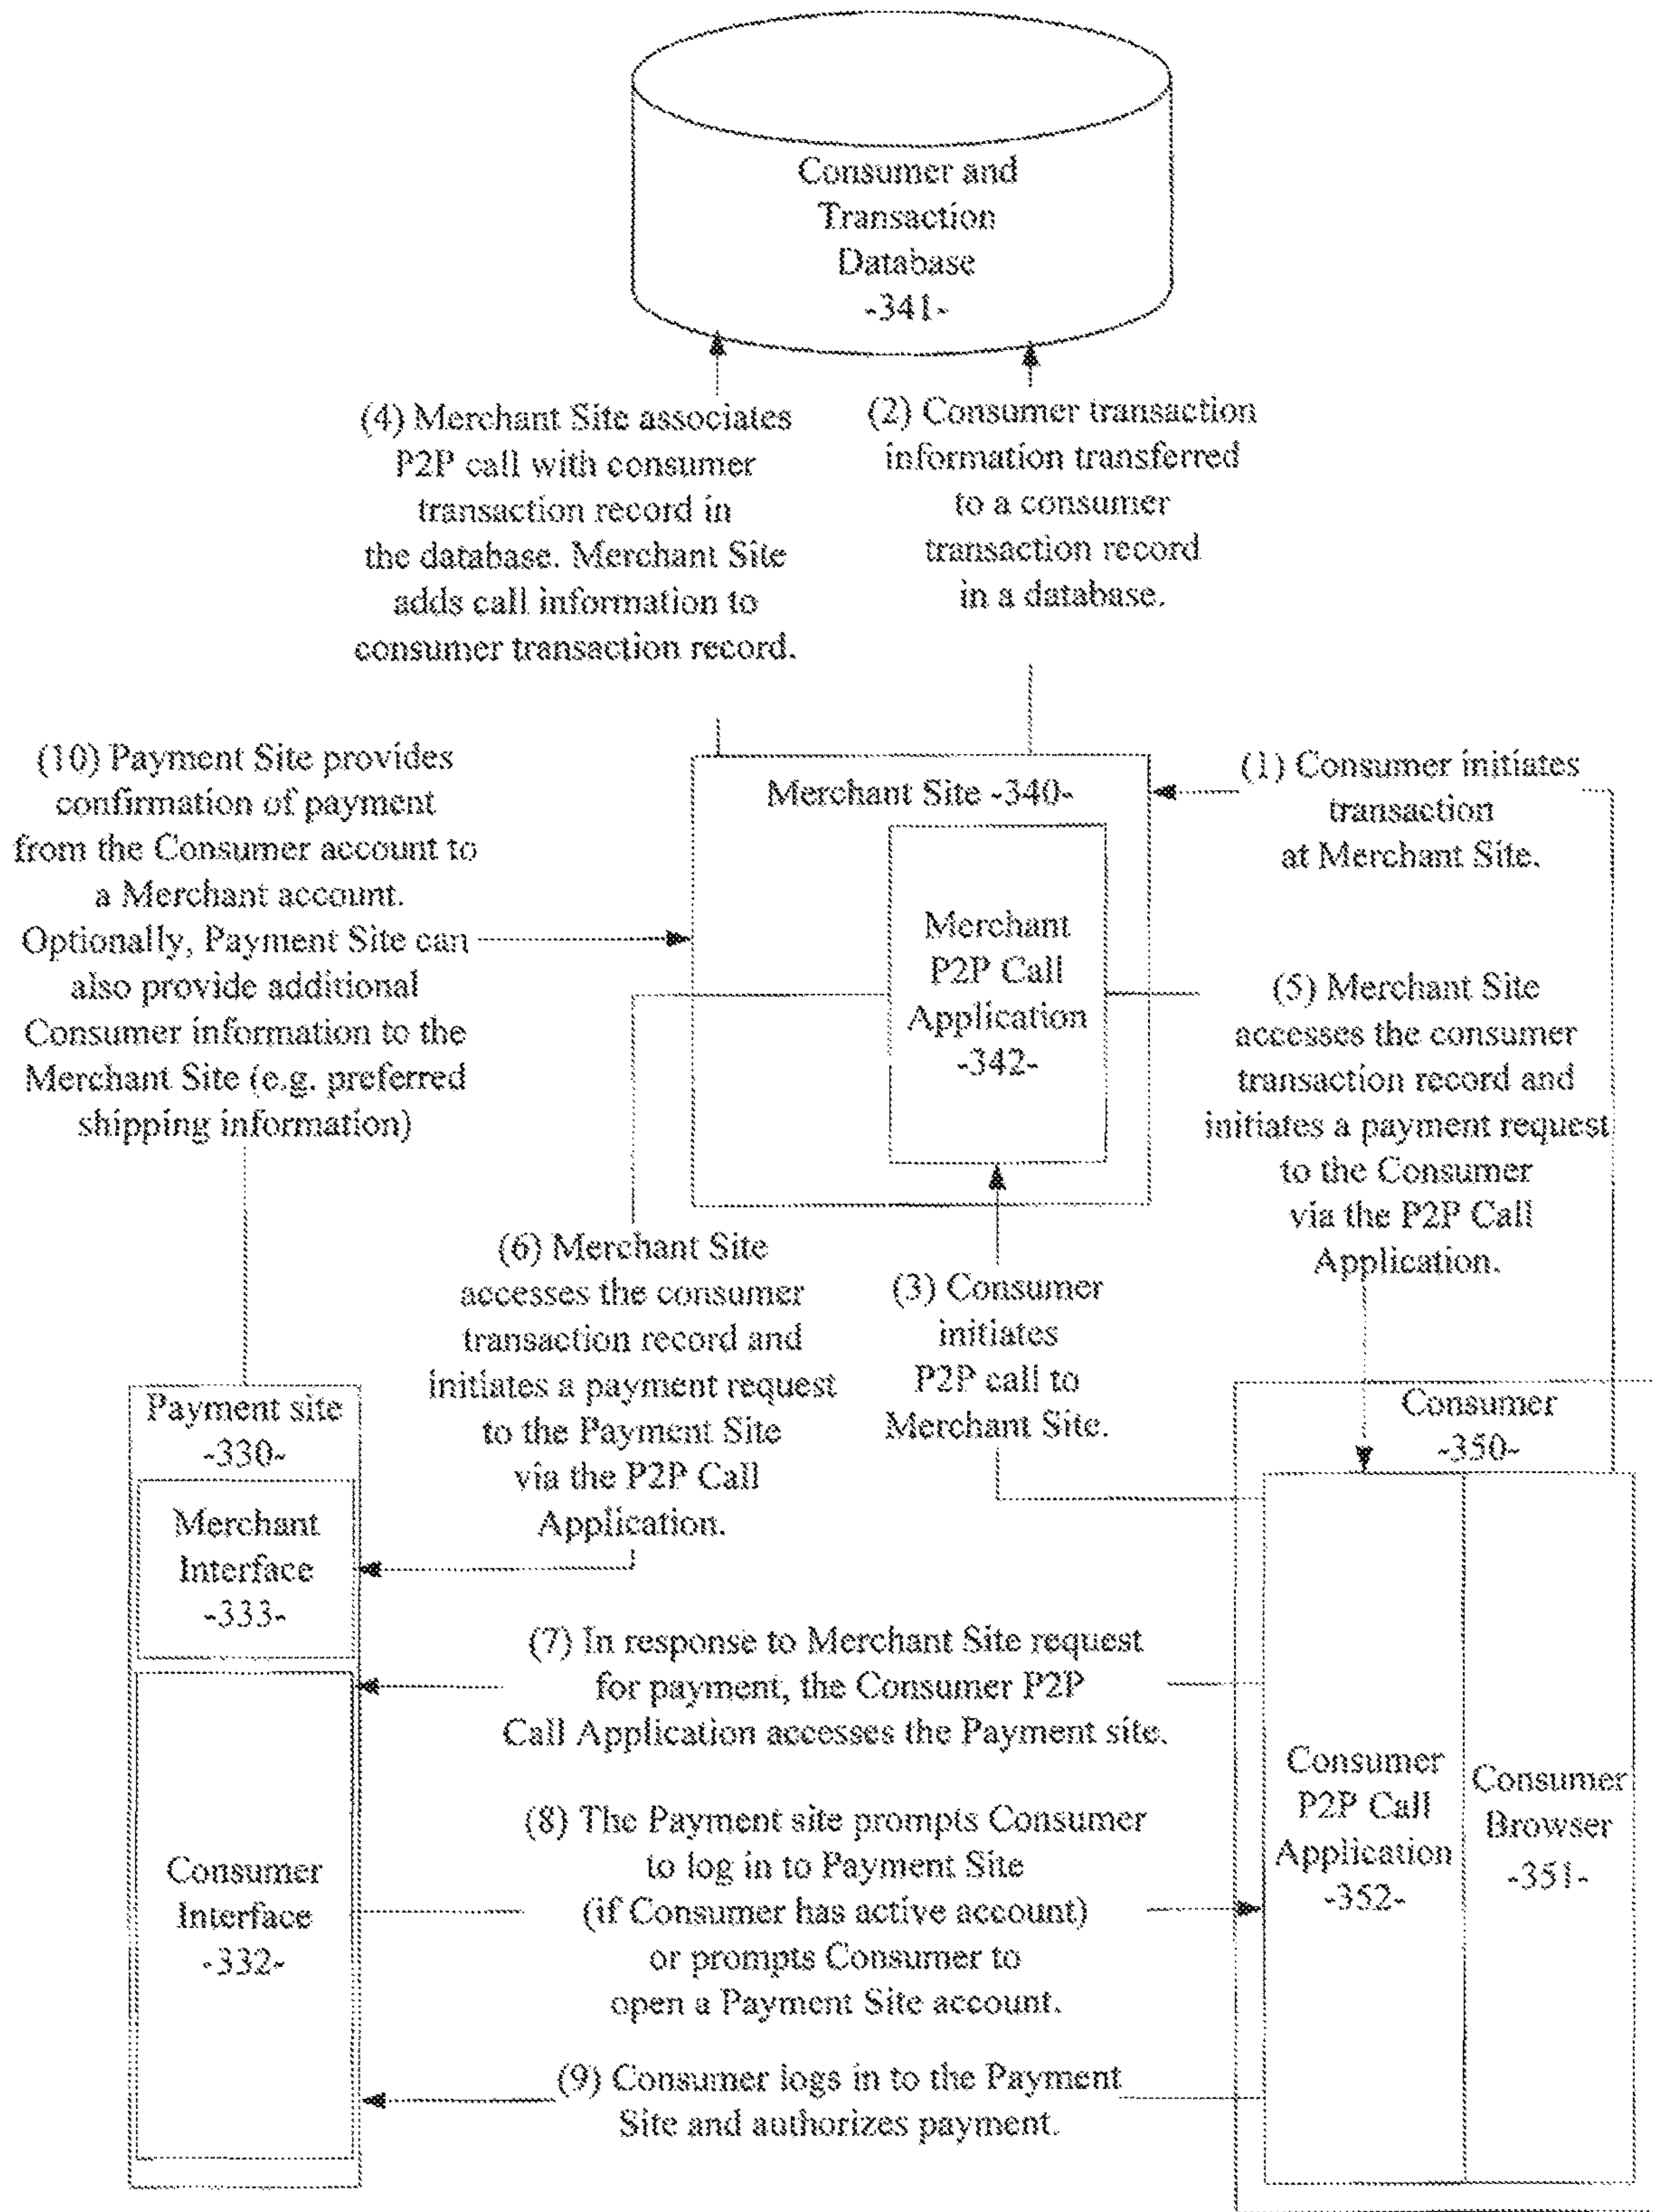 Consumer and
Transaction
Database
-341-
(4) Merchant Site associates
P2P call with consumer
transaction record in
the database. Merchant Site
adds call information to
consumer transaction record.
(2) Consumer transaction
information transferred
to a consumer
transaction record
in a database.
(10) Payment Site provides
confirmation of payment
from the Consumer account to
a Merchant account.
Optionally, Payment Site can
also provide additional
Consumer information to the
Merchant Site (e.g. preferred
shipping information)
Merchant Site -340-
Merchant
P2P Call
Application
-342-
(1) Consumer initiates
transaction
at Merchant Site.
(5) Merchant Site
accesses the consumer
transaction record and
initiates a payment request
to the Consumer
via the P2P Call
Application.
(6) Merchant Site
accesses the consumer
transaction record and
initiates a payment request
to the Payment Site
via the P2P Call
Application.
(3) Consumer
initiates
P2P call to
Merchant Site.
Payment site
-330-
Merchant
Interface
-333-
Consumer
Interface
-332-
Consumer
-350-
(7) In response to Merchant Site request
for payment, the Consumer P2P
Call Application accesses the Payment site.
(8) The Payment site prompts Consumer
to log in to Payment Site
(if Consumer has active account)
or prompts Consumer to
open a Payment Site account.
(9) Consumer logs in to the Payment
Site and authorizes payment.
Consumer
P2P Call
Application
-352-
Consumer
Browser
-351-